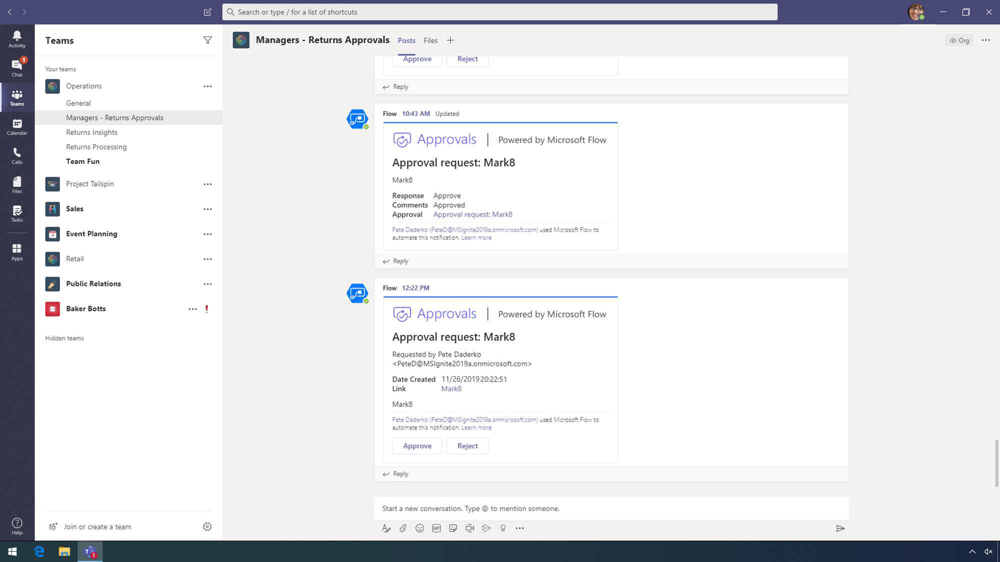 Search or type / for a list of shortcuts
Activity
1
Chat
Teams
Calendar
Calls
Files
Tasks
Apps
Help
Teams
Your teams
Operations
General
Managers - Returns Approvals
Returns Insights
Returns Processing
Team Fun
Project Tailspin
Sales
Event Planning
Retail
Public Relations
Baker Botts
Hidden teams
Join or create a team
Managers - Returns Approvals Posts Files
Org
Approve Reject
Reply
Flow 10:43 AM Updated
Approvals | Powered by Microsoft Flow
Approval request: Mark8
Mark8
Response Approve
Comments Approved
Approval Approval request: Mark8
Pete Daderko (PeteD@MSIgnite2019a.onmicrosoft.com) used Microsoft Flow to
automate this notification. Learn more
Reply
Flow 12:22 PM
Approvals | Powered by Microsoft Flow
Approval request: Mark8
Requested by Pete Daderko
<PeteD@MSIgnite2019a.onmicrosoft.com>
Date Created 11/26/2019 20:22:51
Link Mark8
Mark8
Pete Daderko (PeteD@MSIgnite2019a.onmicrosoft.com) used Microsoft Flow to
automate this notification. Learn more
Approve Reject
Reply
Start a new conversation. Type @ to mention someone.
GIF
T 1